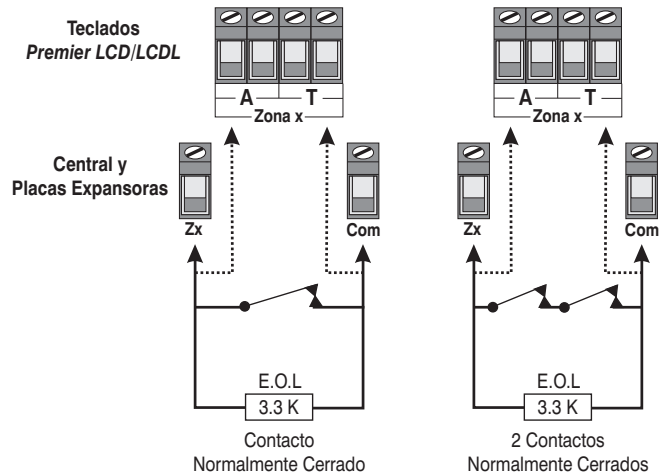 Teclados
Premier LCD/LCDL
A T
Zona x
A T
Zona x
Central y
Placas Expansoras
Zx
Com
Zx
Com
E.O.L
3.3 K
E.O.L
3.3 K
Contacto
Normalmente Cerrado
2 Contactos
Normalmente Cerrados